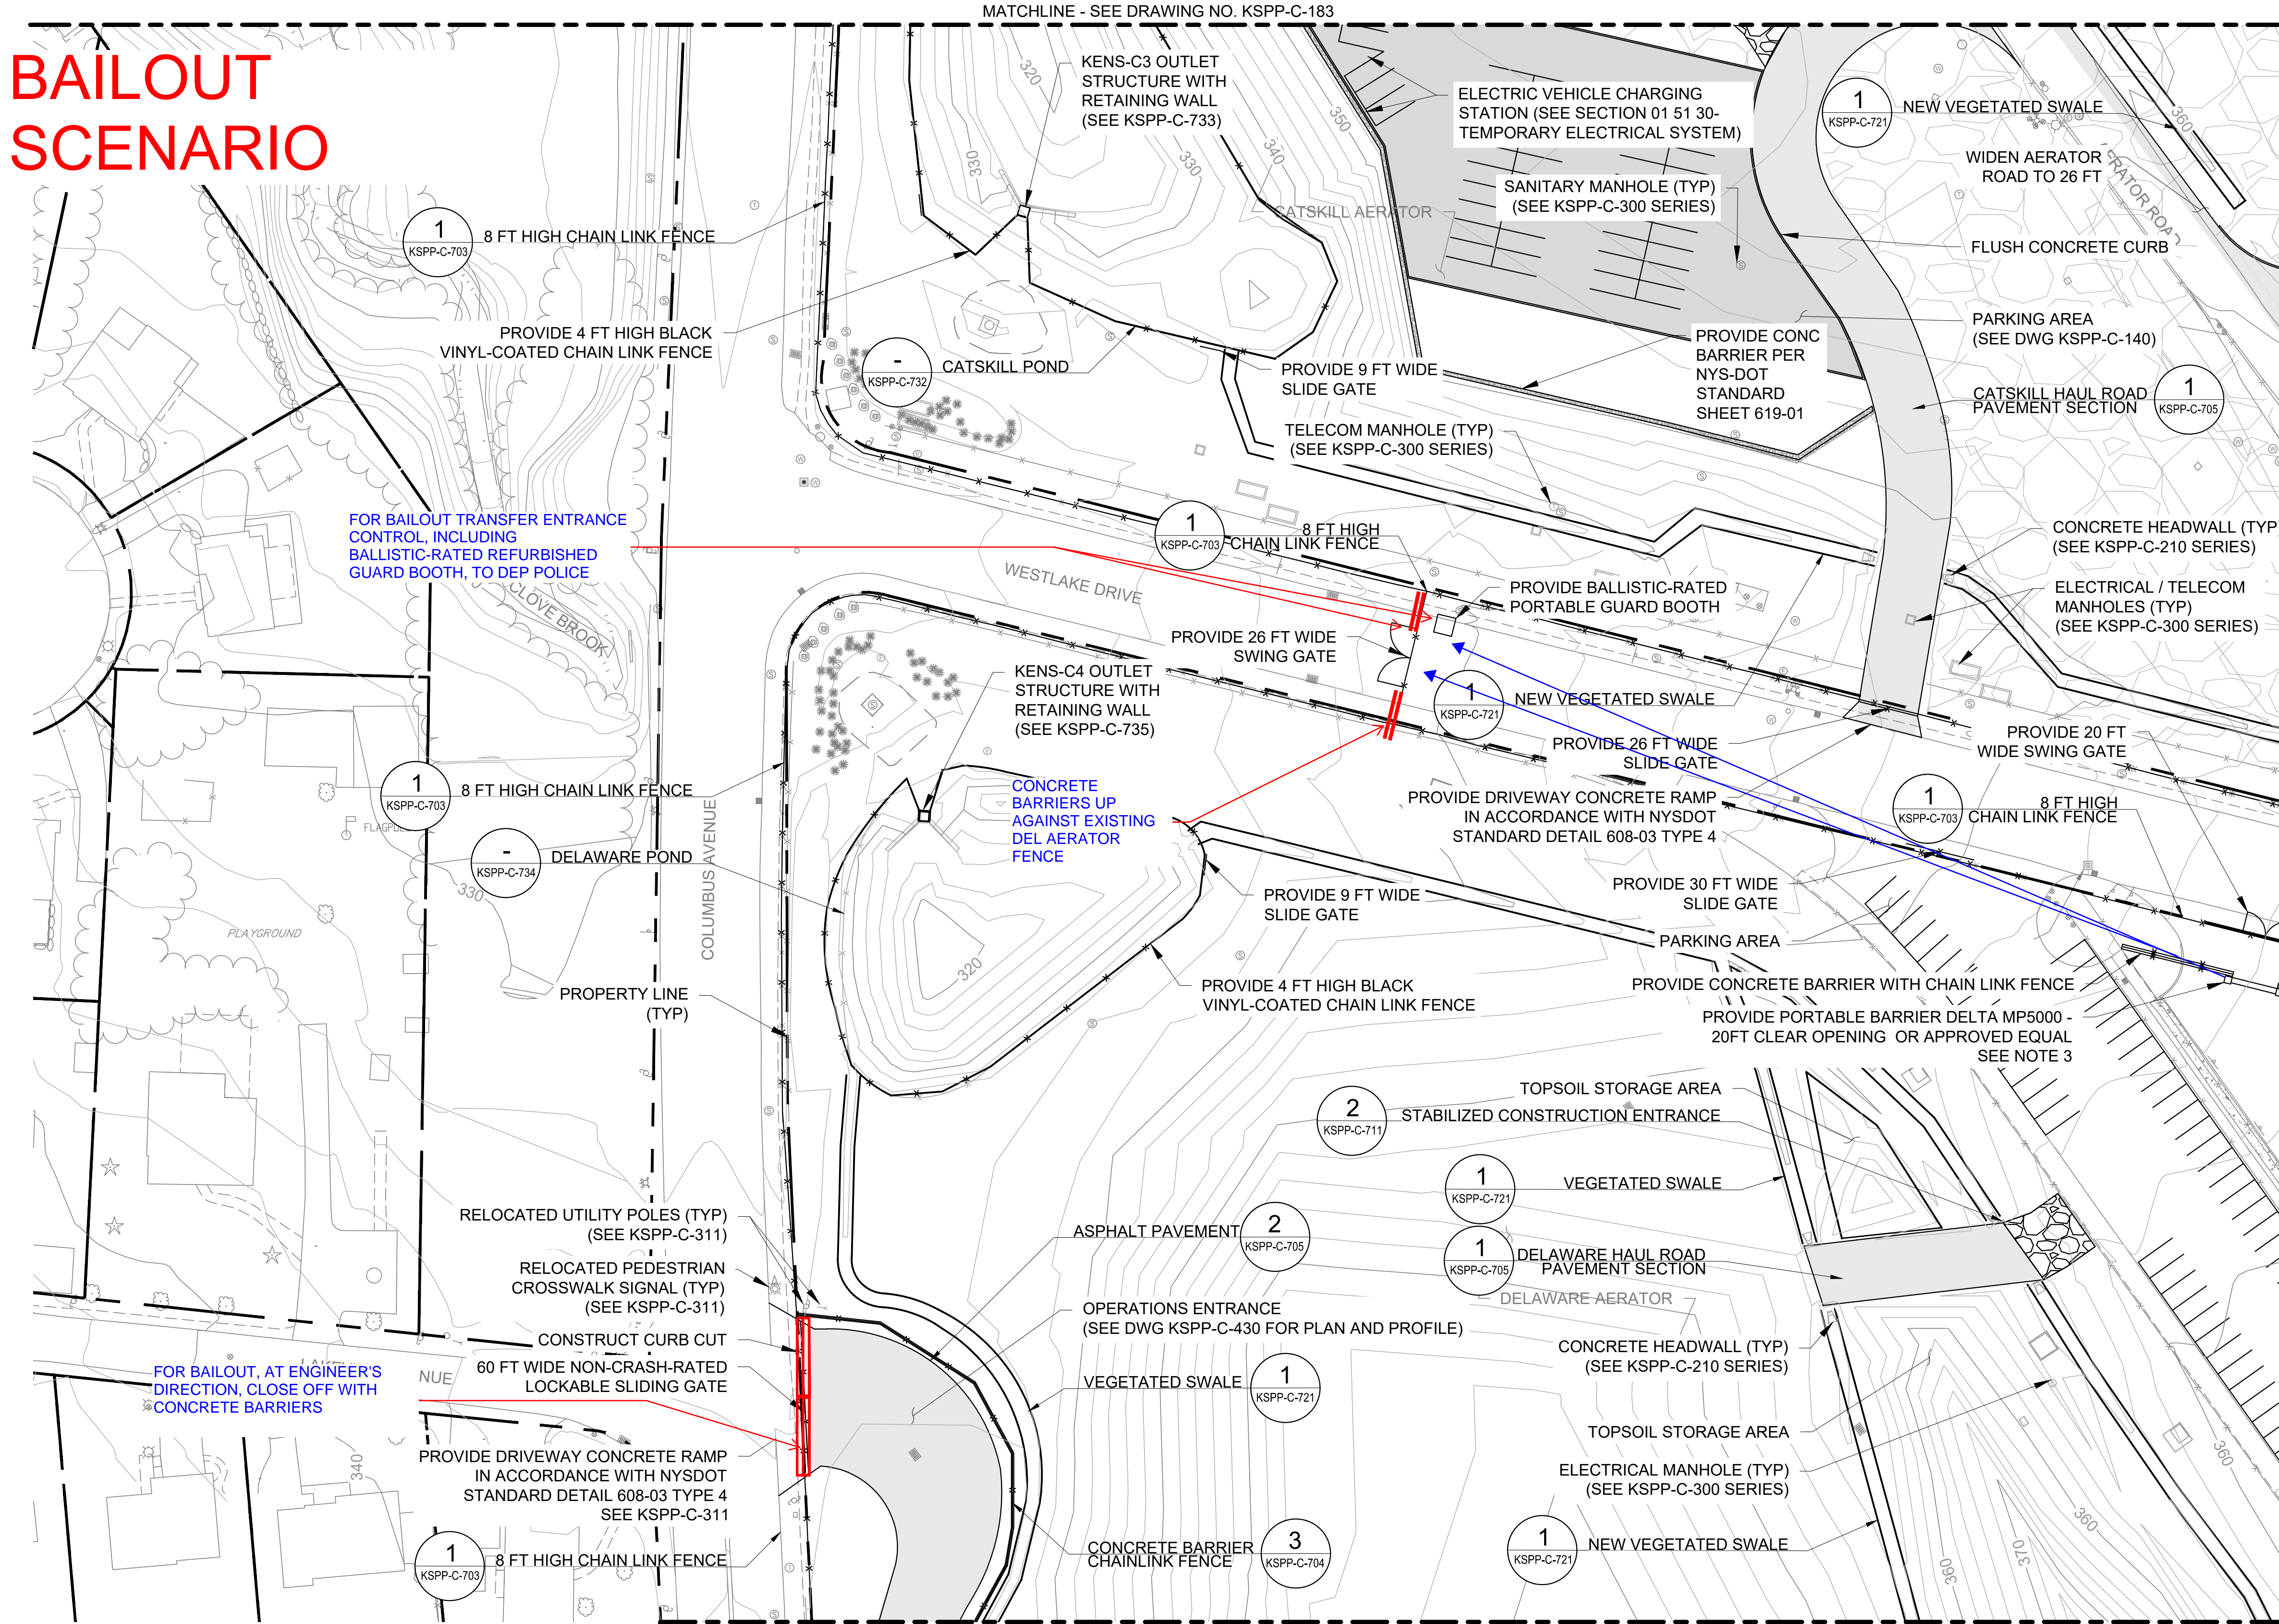 MATCHLINE - SEE DRAWING NO. KSPP-C-183
BAILOUT
SCENARIO
KENS-C3 OUTLET
STRUCTURE WITH
RETAINING WALL
(SEE KSPP-C-733)
320
330
330
340
350
ELECTRIC VEHICLE CHARGING
STATION (SEE SECTION 01 51 30-
TEMPORARY ELECTRICAL SYSTEM)
1
KSPP-C-721
NEW VEGETATED SWALE
360
WIDEN AERATOR
ROAD TO 26 FT
SANITARY MANHOLE (TYP)
(SEE KSPP-C-300 SERIES)
CATSKILL AERATOR
FLUSH CONCRETE CURB
1
KSPP-C-703
8 FT HIGH CHAIN LINK FENCE
PROVIDE 4 FT HIGH BLACK
VINYL-COATED CHAIN LINK FENCE
-
KSPP-C-732
CATSKILL POND
PROVIDE 9 FT WIDE
SLIDE GATE
PROVIDE CONC
BARRIER PER
NYS-DOT
STANDARD
SHEET 619-01
PARKING AREA
(SEE DWG KSPP-C-140)
CATSKILL HAUL ROAD
PAVEMENT SECTION
1
KSPP-C-705
TELECOM MANHOLE (TYP)
(SEE KSPP-C-300 SERIES)
FOR BAILOUT TRANSFER ENTRANCE
CONTROL, INCLUDING
BALLISTIC-RATED REFURBISHED
GUARD BOOTH, TO DEP POLICE
CLOVE BROOK
WESTLAKE DRIVE
1
KSPP-C-703
8 FT HIGH
CHAIN LINK FENCE
PROVIDE BALLISTIC-RATED
PORTABLE GUARD BOOTH
CONCRETE HEADWALL (TYP
(SEE KSPP-C-210 SERIES)
ELECTRICAL / TELECOM
MANHOLES (TYP)
(SEE KSPP-C-300 SERIES)
PROVIDE 26 FT WIDE
SWING GATE
KENS-C4 OUTLET
STRUCTURE WITH
RETAINING WALL
(SEE KSPP-C-735)
1
KSPP-C-721
NEW VEGETATED SWALE
PROVIDE 26 FT WIDE
SLIDE GATE
PROVIDE 20 FT
WIDE SWING GATE
1
KSPP-C-703
8 FT HIGH CHAIN LINK FENCE
FLAGPOLE
CONCRETE
BARRIERS UP
AGAINST EXISTING
DEL AERATOR
FENCE
PROVIDE DRIVEWAY CONCRETE RAMP
IN ACCORDANCE WITH NYSDOT
STANDARD DETAIL 608-03 TYPE 4
1
KSPP-C-703
8 FT HIGH
CHAIN LINK FENCE
-
KSPP-C-734
DELAWARE POND
COLUMBUS AVENUE
330
PLAYGROUND
320
PROVIDE 9 FT WIDE
SLIDE GATE
PROVIDE 30 FT WIDE
SLIDE GATE
PARKING AREA
PROPERTY LINE
(TYP)
PROVIDE 4 FT HIGH BLACK
VINYL-COATED CHAIN LINK FENCE
PROVIDE CONCRETE BARRIER WITH CHAIN LINK FENCE
PROVIDE PORTABLE BARRIER DELTA MP5000 -
20FT CLEAR OPENING OR APPROVED EQUAL
SEE NOTE 3
TOPSOIL STORAGE AREA
2
KSPP-C-711
STABILIZED CONSTRUCTION ENTRANCE
1
KSPP-C-721
VEGETATED SWALE
RELOCATED UTILITY POLES (TYP)
(SEE KSPP-C-311)
ASPHALT PAVEMENT
2
KSPP-C-705
1
KSPP-C-705
DELAWARE HAUL ROAD
PAVEMENT SECTION
RELOCATED PEDESTRIAN
CROSSWALK SIGNAL (TYP)
(SEE KSPP-C-311)
DELAWARE AERATOR
OPERATIONS ENTRANCE
(SEE DWG KSPP-C-430 FOR PLAN AND PROFILE)
CONSTRUCT CURB CUT
CONCRETE HEADWALL (TYP)
(SEE KSPP-C-210 SERIES)
FOR BAILOUT, AT ENGINEER'S
DIRECTION, CLOSE OFF WITH
CONCRETE BARRIERS
NUE
60 FT WIDE NON-CRASH-RATED
LOCKABLE SLIDING GATE
VEGETATED SWALE
1
KSPP-C-721
TOPSOIL STORAGE AREA
340
PROVIDE DRIVEWAY CONCRETE RAMP
IN ACCORDANCE WITH NYSDOT
STANDARD DETAIL 608-03 TYPE 4
SEE KSPP-C-311
ELECTRICAL MANHOLE (TYP)
(SEE KSPP-C-300 SERIES)
360
360
1
KSPP-C-703
8 FT HIGH CHAIN LINK FENCE
CONCRETE BARRIER
CHAINLINK FENCE
3
KSPP-C-704
1
KSPP-C-721
NEW VEGETATED SWALE
370
360